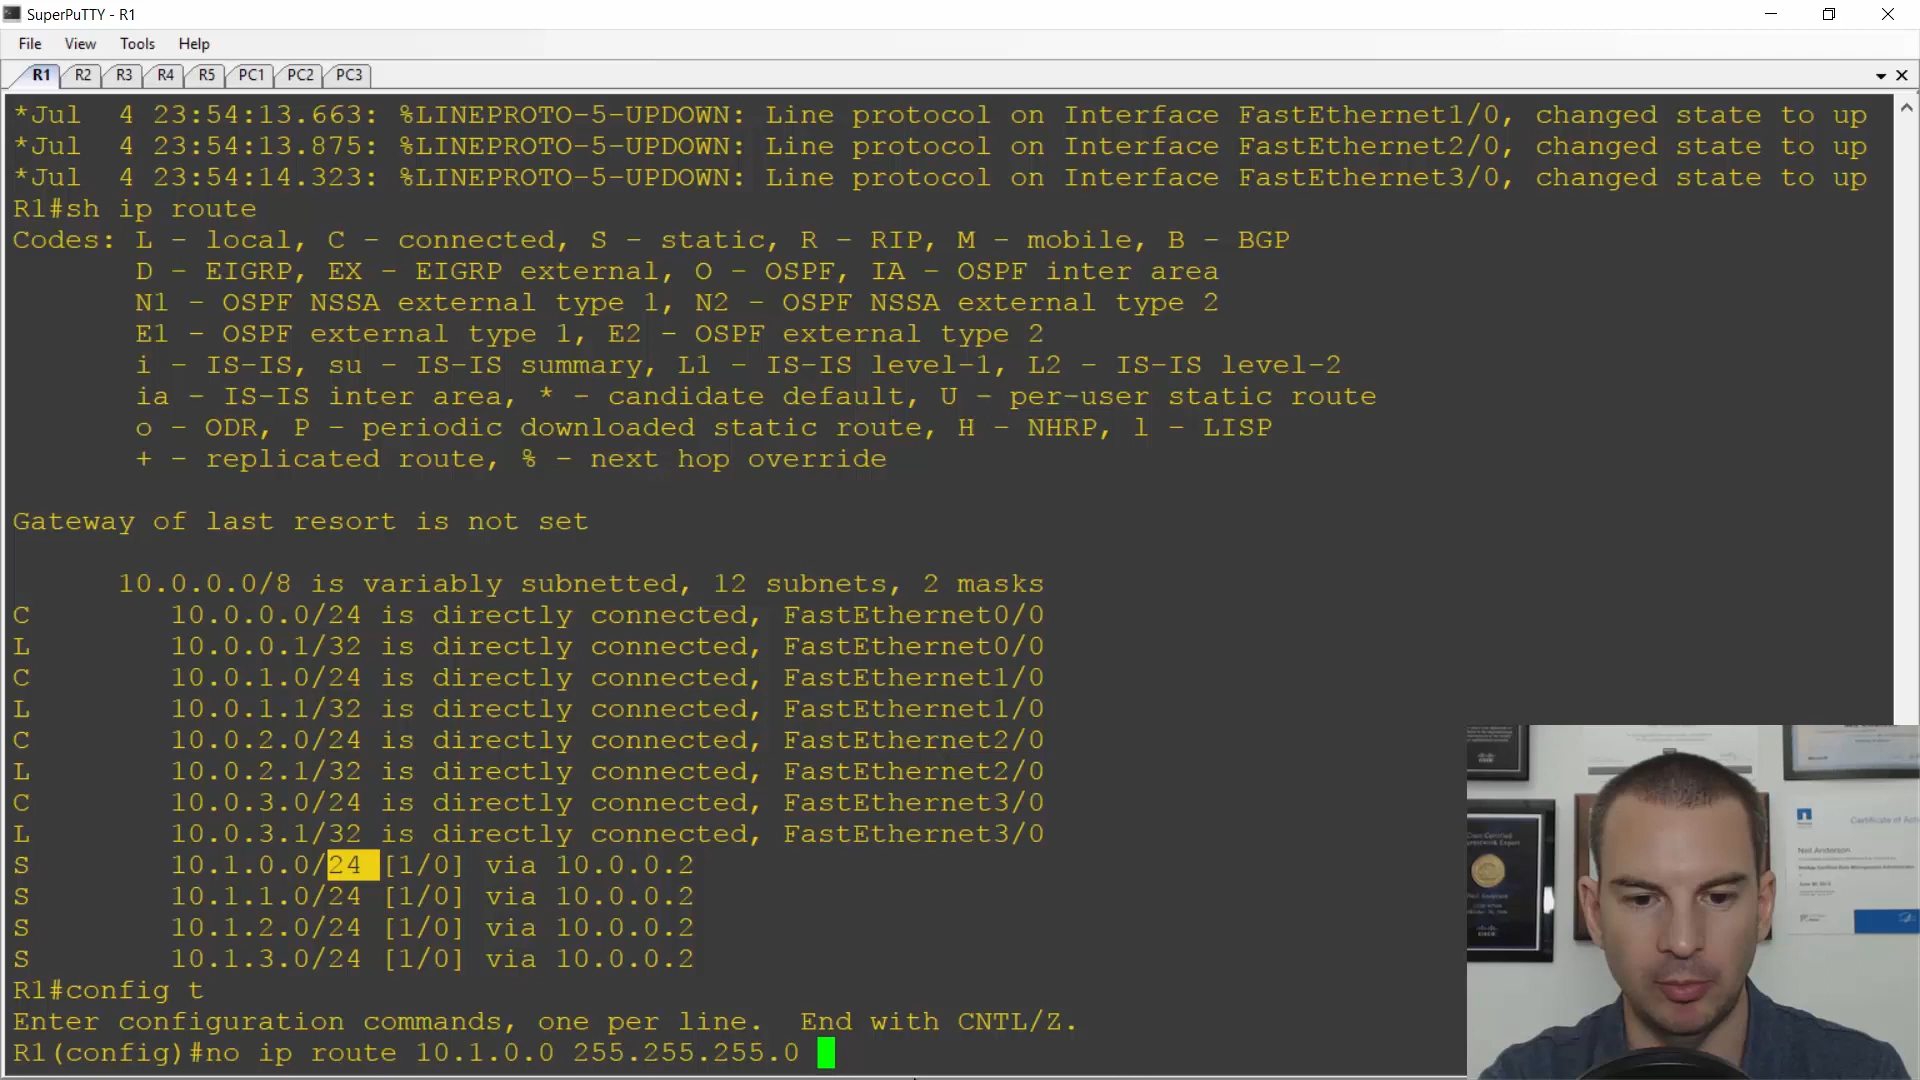 SuperPuTTY - R1
File View Tools Help
R1 R2 R3 R4 R5 PC1 PC2 PC3
*Jul  4 23:54:13.663: %LINEPROTO-5-UPDOWN: Line protocol on Interface FastEthernet1/0, changed state to up
*Jul  4 23:54:13.875: %LINEPROTO-5-UPDOWN: Line protocol on Interface FastEthernet2/0, changed state to up
*Jul  4 23:54:14.323: %LINEPROTO-5-UPDOWN: Line protocol on Interface FastEthernet3/0, changed state to up
R1#sh ip route
Codes: L - local, C - connected, S - static, R - RIP, M - mobile, B - BGP
D - EIGRP, EX - EIGRP external, O - OSPF, IA - OSPF inter area
N1 - OSPF NSSA external type 1, N2 - OSPF NSSA external type 2
E1 - OSPF external type 1, E2 - OSPF external type 2
i - IS-IS, su - IS-IS summary, L1 - IS-IS level-1, L2 - IS-IS level-2
ia - IS-IS inter area, * - candidate default, U - per-user static route
o - ODR, P - periodic downloaded static route, H - NHRP, l - LISP
+ - replicated route, % - next hop override
Gateway of last resort is not set
10.0.0.0/8 is variably subnetted, 12 subnets, 2 masks
C 10.0.0.0/24 is directly connected, FastEthernet0/0
L 10.0.0.1/32 is directly connected, FastEthernet0/0
C 10.0.1.0/24 is directly connected, FastEthernet1/0
L 10.0.1.1/32 is directly connected, FastEthernet1/0
C 10.0.2.0/24 is directly connected, FastEthernet2/0
L 10.0.2.1/32 is directly connected, FastEthernet2/0
C 10.0.3.0/24 is directly connected, FastEthernet3/0
L 10.0.3.1/32 is directly connected, FastEthernet3/0
S 10.1.0.0/24 [1/0] via 10.0.0.2
S 10.1.1.0/24 [1/0] via 10.0.0.2
S 10.1.2.0/24 [1/0] via 10.0.0.2
S 10.1.3.0/24 [1/0] via 10.0.0.2
R1#config t
Enter configuration commands, one per line.  End with CNTL/Z.
R1(config)#no ip route 10.1.0.0 255.255.255.0
Neil Anderson